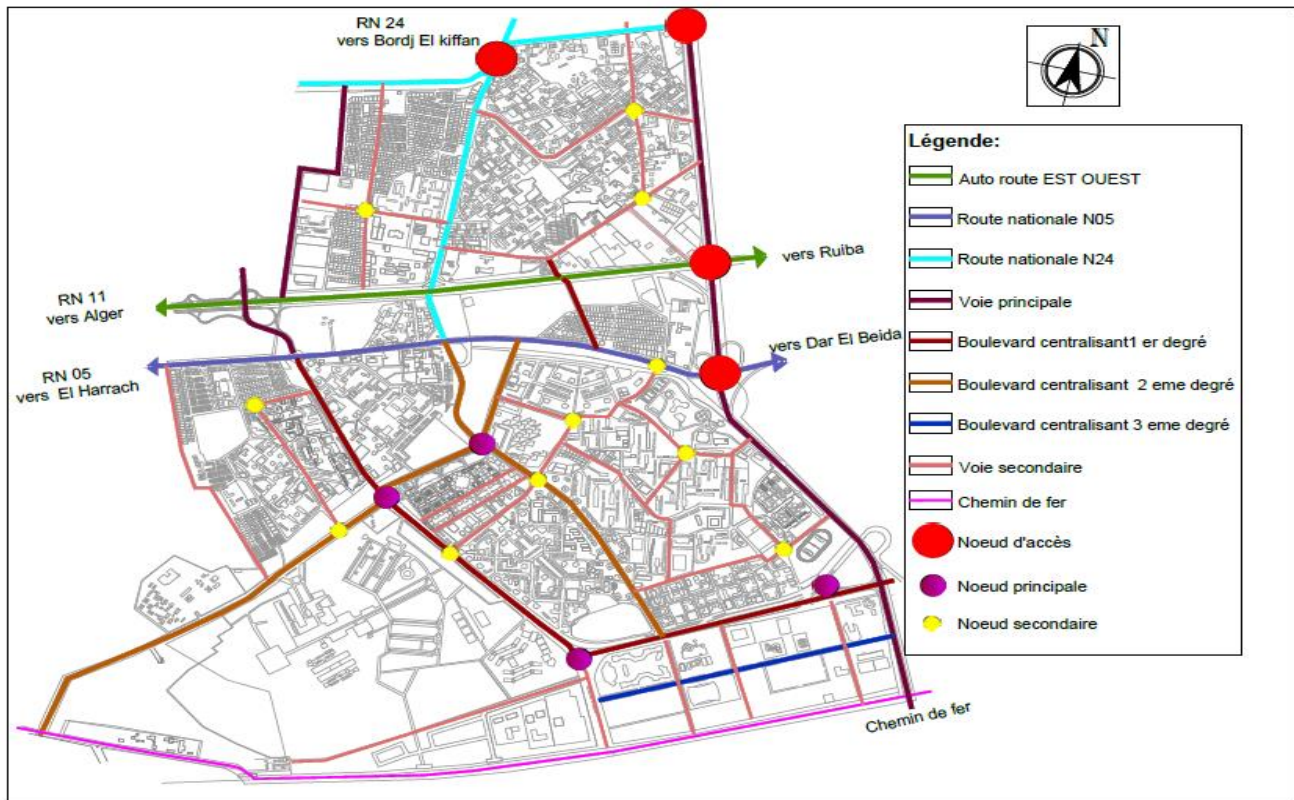 RN 24
vers Bordj El kiffan
N
RN 11
vers Alger
vers Ruiba
RN 05
vers El Harrach
vers Dar El Beida
Chemin de fer
Légende:
Auto route EST OUEST
Route nationale N05
Route nationale N24
Voie principale
Boulevard centralisant1 er degré
Boulevard centralisant 2 eme degré
Boulevard centralisant 3 eme degré
Voie secondaire
Chemin de fer
Noeud d'accès
Noeud principale
Noeud secondaire